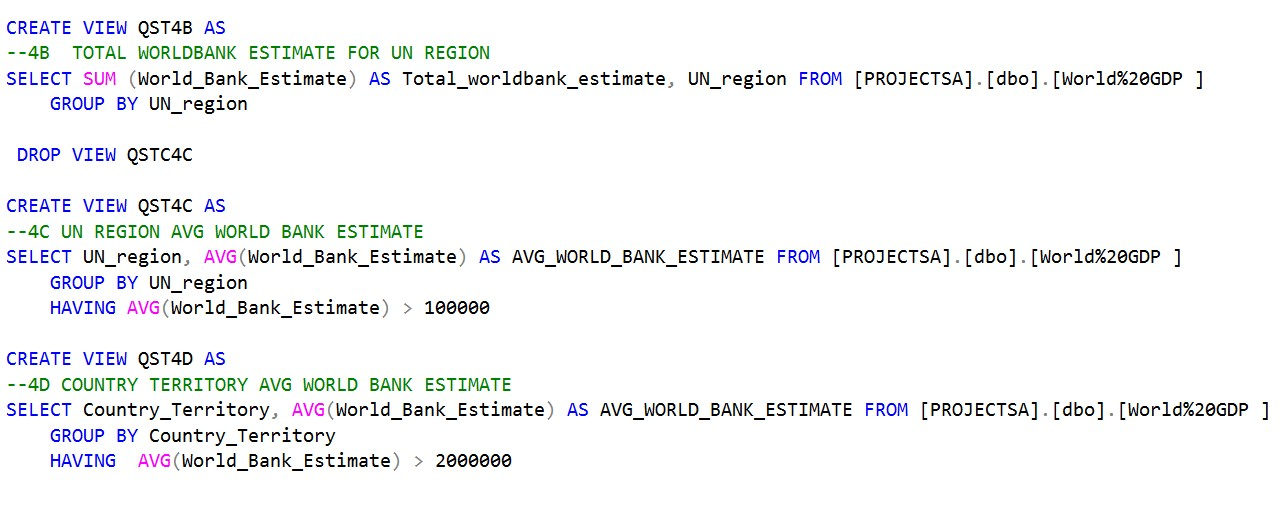 CREATE VIEW QST4B AS
--4B  TOTAL WORLDBANK ESTIMATE FOR UN REGION
SELECT SUM (World_Bank_Estimate) AS Total_worldbank_estimate, UN_region FROM [PROJECTSA].[dbo].[World%20GDP ]
    GROUP BY UN_region
 DROP VIEW QSTC4C
CREATE VIEW QST4C AS
--4C UN REGION AVG WORLD BANK ESTIMATE
SELECT UN_region, AVG(World_Bank_Estimate) AS AVG_WORLD_BANK_ESTIMATE FROM [PROJECTSA].[dbo].[World%20GDP ]
    GROUP BY UN_region
    HAVING AVG(World_Bank_Estimate) > 100000
CREATE VIEW QST4D AS
--4D COUNTRY TERRITORY AVG WORLD BANK ESTIMATE
SELECT Country_Territory, AVG(World_Bank_Estimate) AS AVG_WORLD_BANK_ESTIMATE FROM [PROJECTSA].[dbo].[World%20GDP ]
    GROUP BY Country_Territory
    HAVING  AVG(World_Bank_Estimate) > 2000000